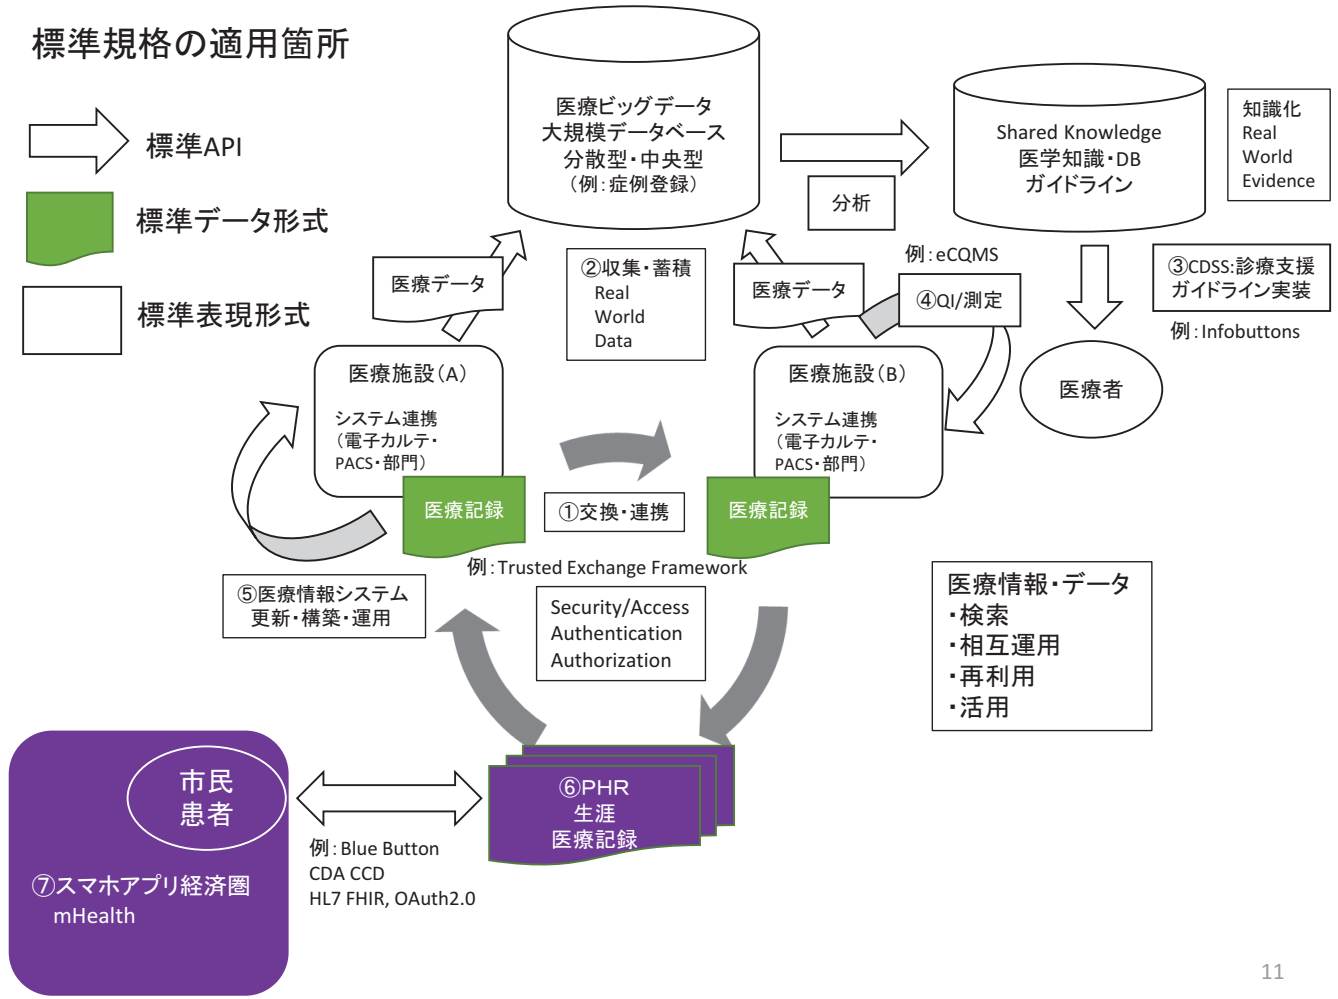 標準規格の適用箇所
標準API
標準データ形式
標準表現形式
医療ビッグデータ
大規模データベース
分散型・中央型
（例：症例登録）
分析
Shared Knowledge
医学知識・DB
ガイドライン
知識化
Real
World
Evidence
医療データ
②収集・蓄積
Real
World
Data
医療データ
例：eCQMS
④QI/測定
③CDSS:診療支援
ガイドライン実装
例：Infobuttons
医療者
医療施設（A）
システム連携
（電子カルテ・
PACS・部門）
医療記録
①交換・連携
医療施設（B）
システム連携
（電子カルテ・
PACS・部門）
医療記録
例：Trusted Exchange Framework
Security/Access
Authentication
Authorization
⑤医療情報システム
更新・構築・運用
医療情報・データ
・検索
・相互運用
・再利用
・活用
市民
患者
⑦スマホアプリ経済圏
mHealth
例：Blue Button
CDA CCD
HL7 FHIR, OAuth2.0
⑥PHR
生涯
医療記録
11